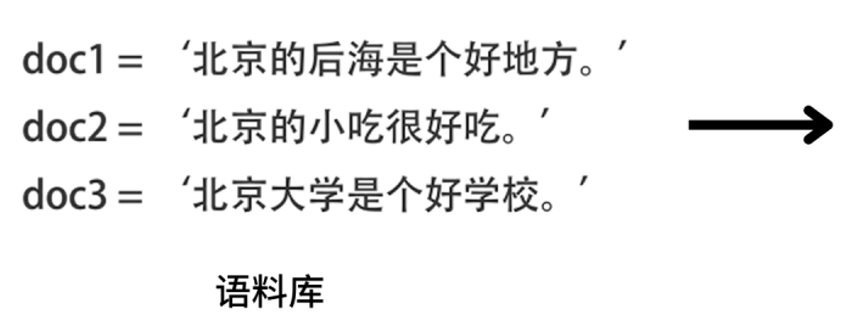 doc1 = ‘北京的后海是个好地方。’
doc2 = ‘北京的小吃很好吃。’
doc3 = ‘北京大学是个好学校。’
语料库